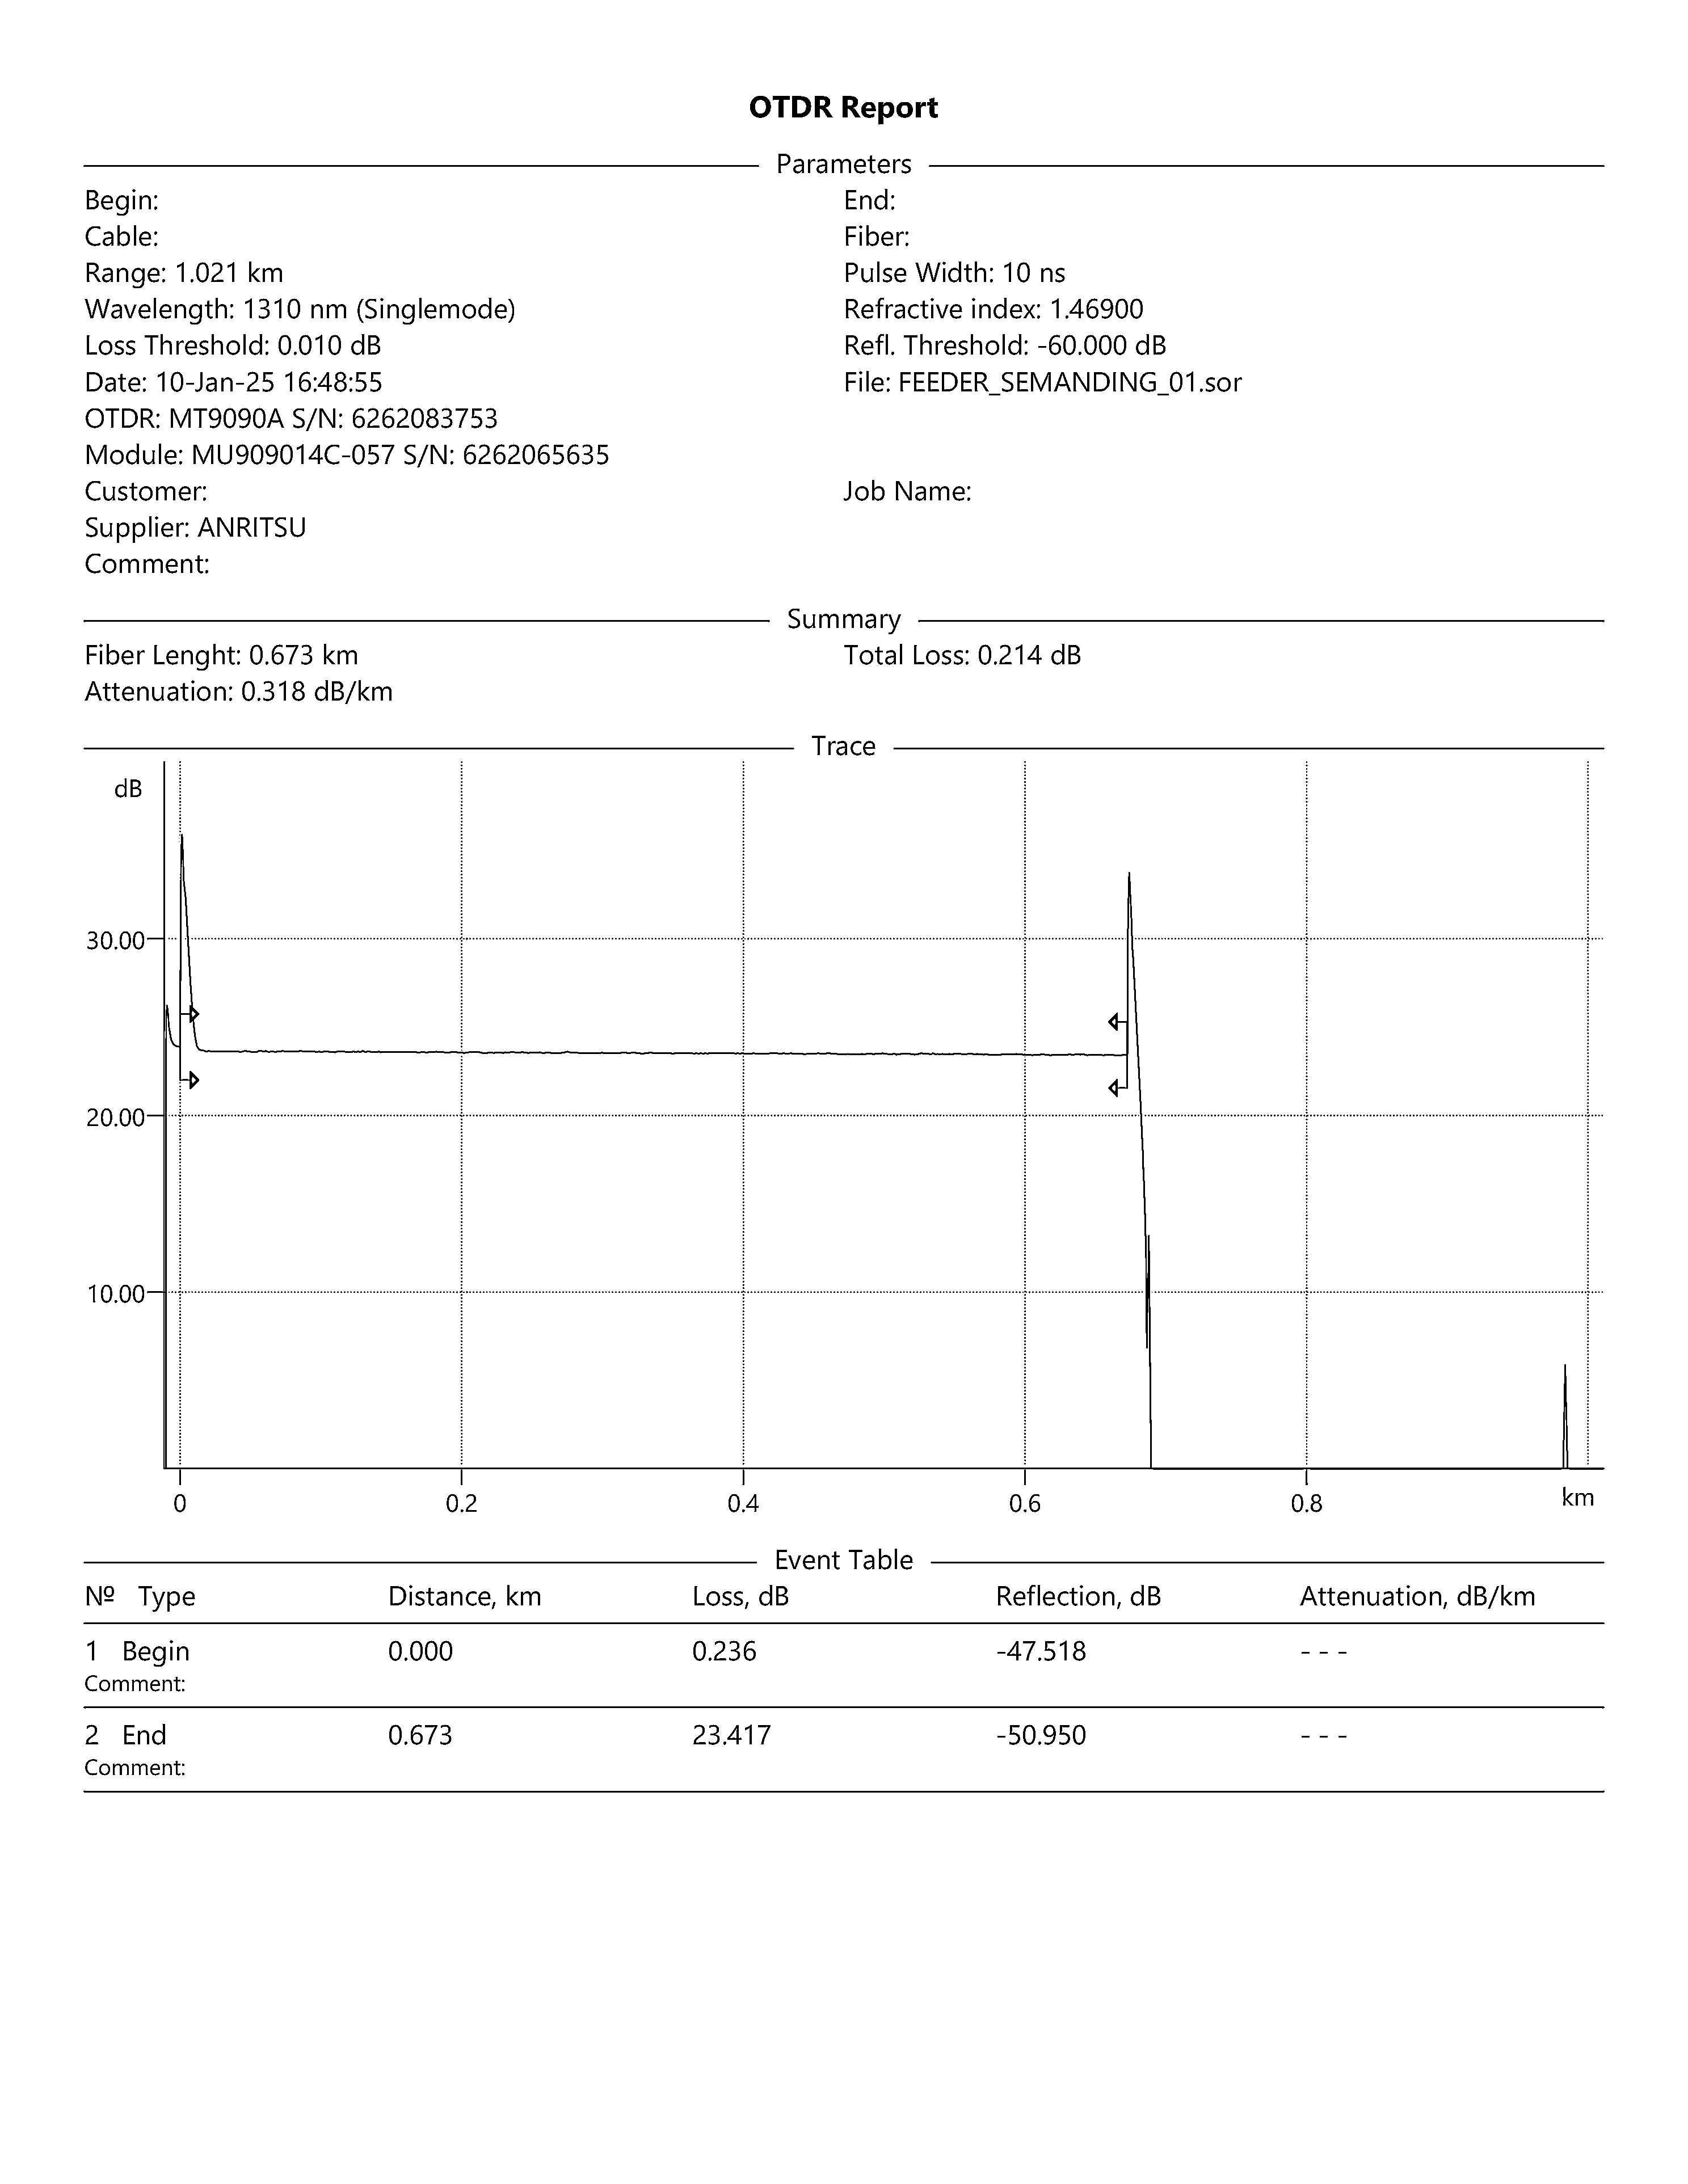 OTDR Report
Parameters
Begin: End:
Cable: Fiber:
Range: 1.021 km Pulse Width: 10 ns
Wavelength: 1310 nm (Singlemode) Refractive index: 1.46900
Loss Threshold: 0.010 dB Refl. Threshold: -60.000 dB
Date: 10-Jan-25 16:48:55 File: FEEDER_SEMANDING_01.sor
OTDR: MT9090A S/N: 6262083753
Module: MU909014C-057 S/N: 6262065635
Customer: Job Name:
Supplier: ANRITSU
Comment:
Summary
Fiber Lenght: 0.673 km Total Loss: 0.214 dB
Attenuation: 0.318 dB/km
Trace
dB
30.00
20.00
10.00
0 0.2 0.4 0.6 0.8 km
Event Table
Nº Type Distance, km Loss, dB Reflection, dB Attenuation, dB/km
1 Begin 0.000 0.236 -47.518 - - -
Comment:
2 End 0.673 23.417 -50.950 - - -
Comment: